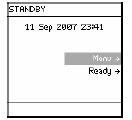 STANDBY
11 Sep 2007 23:41
Menu →
Ready →